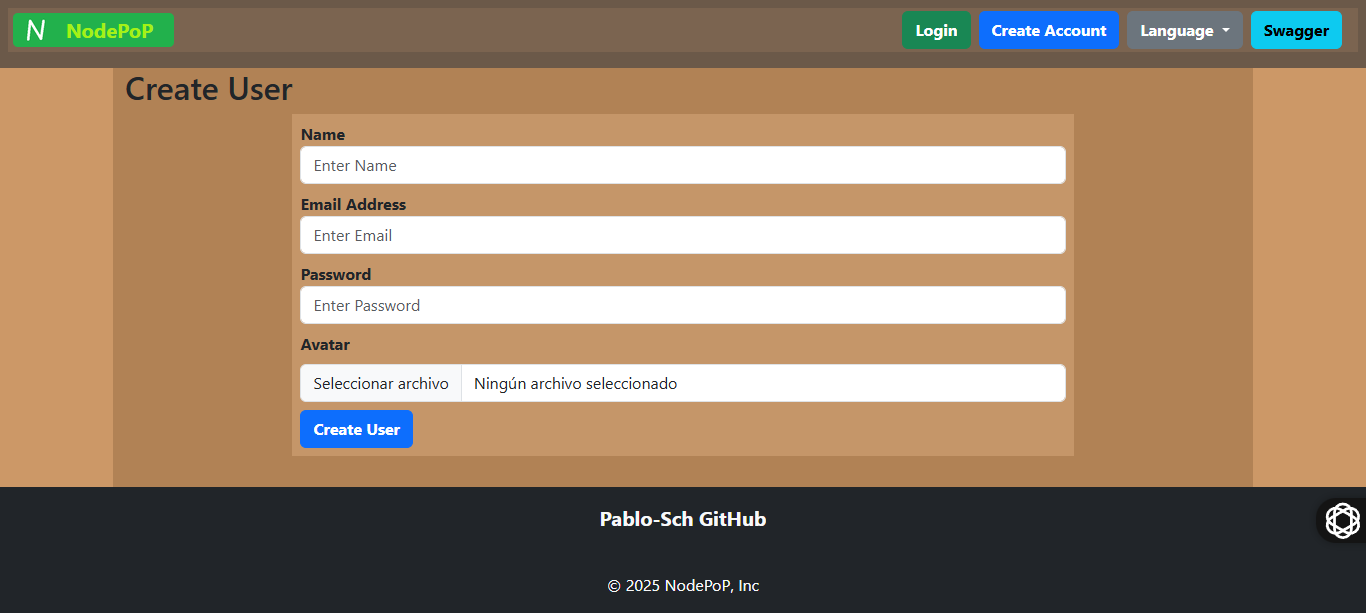 N NodePoP
Login Create Account Language Swagger
Create User
Name
Enter Name
Email Address
Enter Email
Password
Enter Password
Avatar
Seleccionar archivo Ningún archivo seleccionado
Create User
Pablo-Sch GitHub
© 2025 NodePoP, Inc